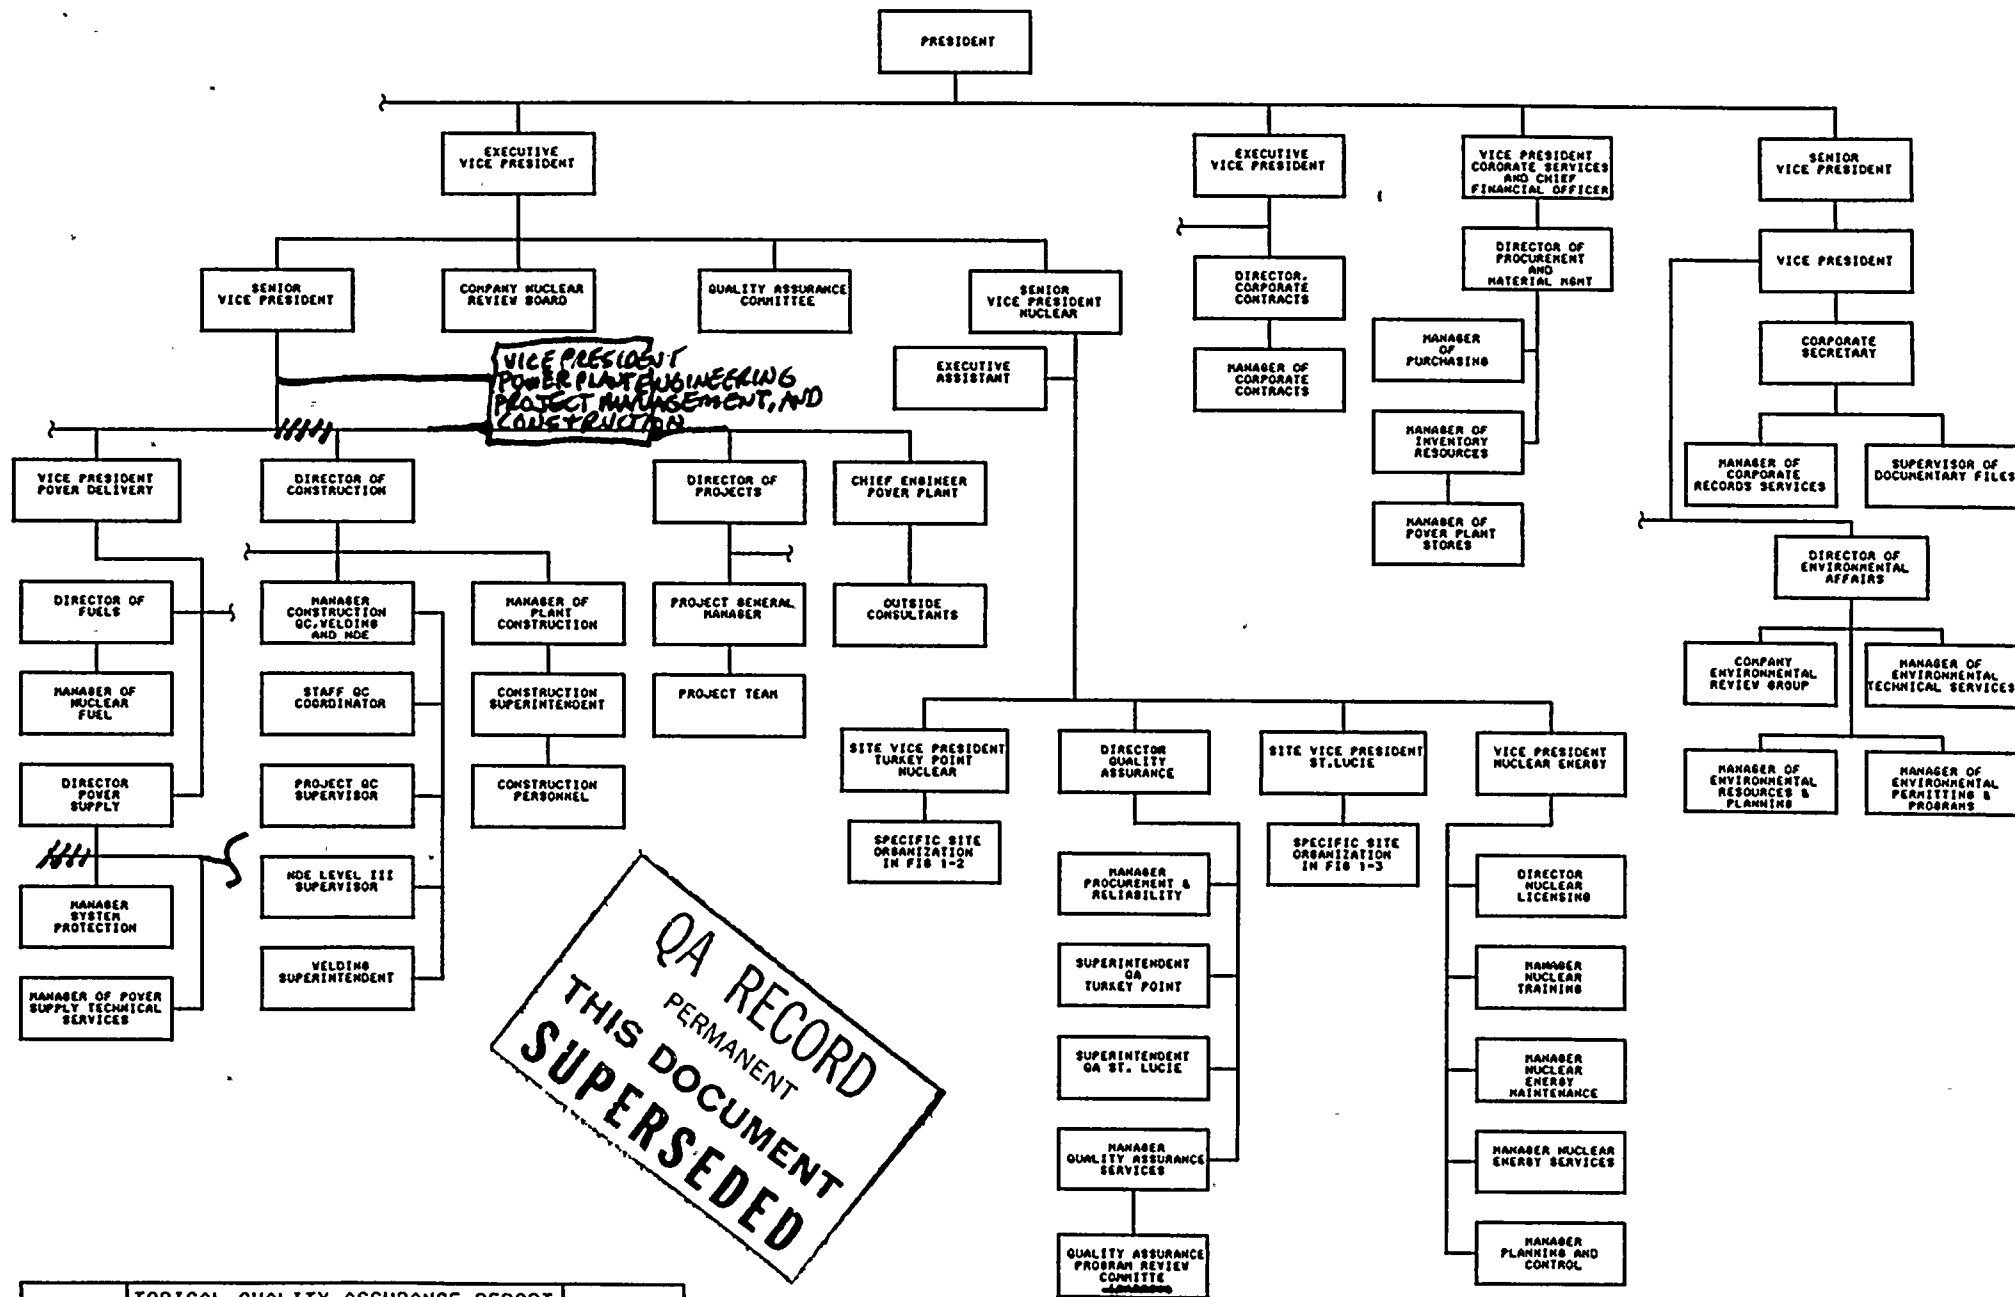 PRESIDENT
EXECUTIVE
VICE PRESIDENT
EXECUTIVE
VICE PRESIDENT
VICE PRESIDENT
CORORATE SERVICES
AND CHIEF
FINANCIAL OFFICER
SENIOR
VICE PRESIDENT
SENIOR
VICE PRESIDENT
COMPANY NUCLEAR
REVIEW BOARD
QUALITY ASSURANCE
COMMITTEE
SENIOR
VICE PRESIDENT
NUCLEAR
DIRECTOR,
CORPORATE
CONTRACTS
DIRECTOR OF
PROCUREMENT
AND
MATERIAL MGMT
VICE PRESIDENT
VICE PRESIDENT
POWER PLANT ENGINEERING
PROJECT MANAGEMENT, AND
CONSTRUCTION
EXECUTIVE
ASSISTANT
MANAGER OF
CORPORATE
CONTRACTS
MANAGER
OF
PURCHASING
CORPORATE
SECRETARY
MANAGER OF
INVENTORY
RESOURCES
MANAGER OF
CORPORATE
RECORDS SERVICES
SUPERVISOR OF
DOCUMENTARY FILES
VICE PRESIDENT
POWER DELIVERY
DIRECTOR OF
CONSTRUCTION
DIRECTOR OF
PROJECTS
CHIEF ENGINEER
POWER PLANT
MANAGER OF
POWER PLANT
STORES
DIRECTOR OF
ENVIRONMENTAL
AFFAIRS
DIRECTOR OF
FUELS
MANAGER
CONSTRUCTION
QC, WELDING
AND NDE
MANAGER OF
PLANT
CONSTRUCTION
PROJECT GENERAL
MANAGER
OUTSIDE
CONSULTANTS
COMPANY
ENVIRONMENTAL
REVIEW GROUP
MANAGER OF
ENVIRONMENTAL
TECHNICAL SERVICES
MANAGER OF
NUCLEAR
FUEL
STAFF QC
COORDINATOR
CONSTRUCTION
SUPERINTENDENT
PROJECT TEAM
SITE VICE PRESIDENT
TURKEY POINT
NUCLEAR
DIRECTOR
QUALITY
ASSURANCE
SITE VICE PRESIDENT
ST.LUCIE
VICE PRESIDENT
NUCLEAR ENERGY
MANAGER OF
ENVIRONMENTAL
RESOURCES &
PLANNING
MANAGER OF
ENVIRONMENTAL
PERMITTING &
PROGRAMS
DIRECTOR
POWER
SUPPLY
PROJECT QC
SUPERVISOR
CONSTRUCTION
PERSONNEL
SPECIFIC SITE
ORGANIZATION
IN FIG 1-2
SPECIFIC SITE
ORGANIZATION
IN FIG 1-3
MANAGER
SYSTEM
PROTECTION
NDE LEVEL III
SUPERVISOR
MANAGER
PROCUREMENT &
RELIABILITY
DIRECTOR
NUCLEAR
LICENSING
MANAGER OF POWER
SUPPLY TECHNICAL
SERVICES
WELDING
SUPERINTENDENT
SUPERINTENDENT
QA
TURKEY POINT
MANAGER
NUCLEAR
TRAINING
SUPERINTENDENT
QA ST. LUCIE
MANAGER
NUCLEAR
ENERGY
MAINTENANCE
MANAGER
QUALITY ASSURANCE
SERVICES
MANAGER NUCLEAR
ENERGY SERVICES
QUALITY ASSURANCE
PROGRAM REVIEW
COMMITTE
MANAGER
PLANNING AND
CONTROL
QA RECORD
PERMANENT
THIS DOCUMENT
SUPERSEDED
TOPICAL QUALITY ASSURANCE REPORT